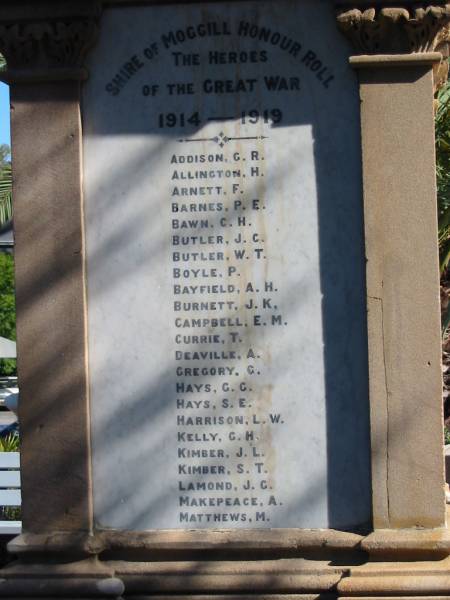 SHIRE OF MOGGILL HONOUR ROLL
THE HEROES
OF THE GREAT WAR
1914 — 1919
ADDISON, G. R.
ALLINGTON, H.
ARNETT, F.
BARNES, P. E.
BAWN, C. H.
BUTLER, J. C.
BUTLER, W. T.
BOYLE, P.
BAYFIELD, A. H.
BURNETT, J. K.
CAMPBELL, E. M.
CURRIE, T.
DEAVILLE, A.
GREGORY, G.
HAYS, G. G.
HAYS, S. E.
HARRISON, L. W.
KELLY, G. H.
KIMBER, J. L.
KIMBER, S. T.
LAMOND, J. G.
MAKEPEACE, A.
MATTHEWS, M.